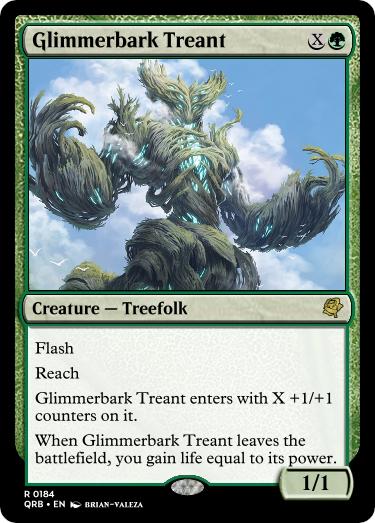 Glimmerbark Treant X
Creature — Treefolk
Flash
Reach
Glimmerbark Treant enters with X +1/+1
counters on it.
When Glimmerbark Treant leaves the
battlefield, you gain life equal to its power.
1/1
R 0184
QRB • EN BRIAN-VALEZA